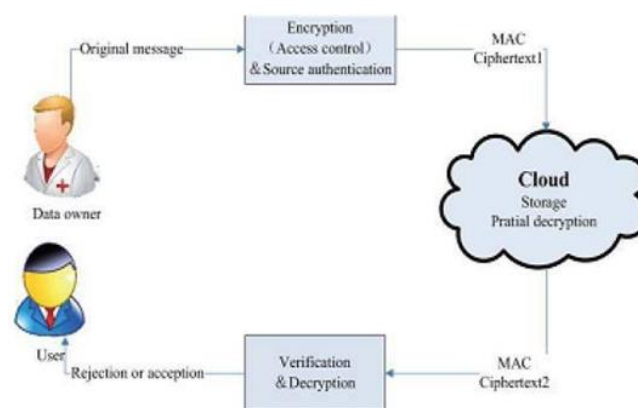 Original message
Encryption
(Access control)
& Source authentication
MAC
Ciphertext1
Data owner
Cloud
Storage
Pratial decryption
User
Rejection or acception
Verification
& Decryption
MAC
Ciphertext2